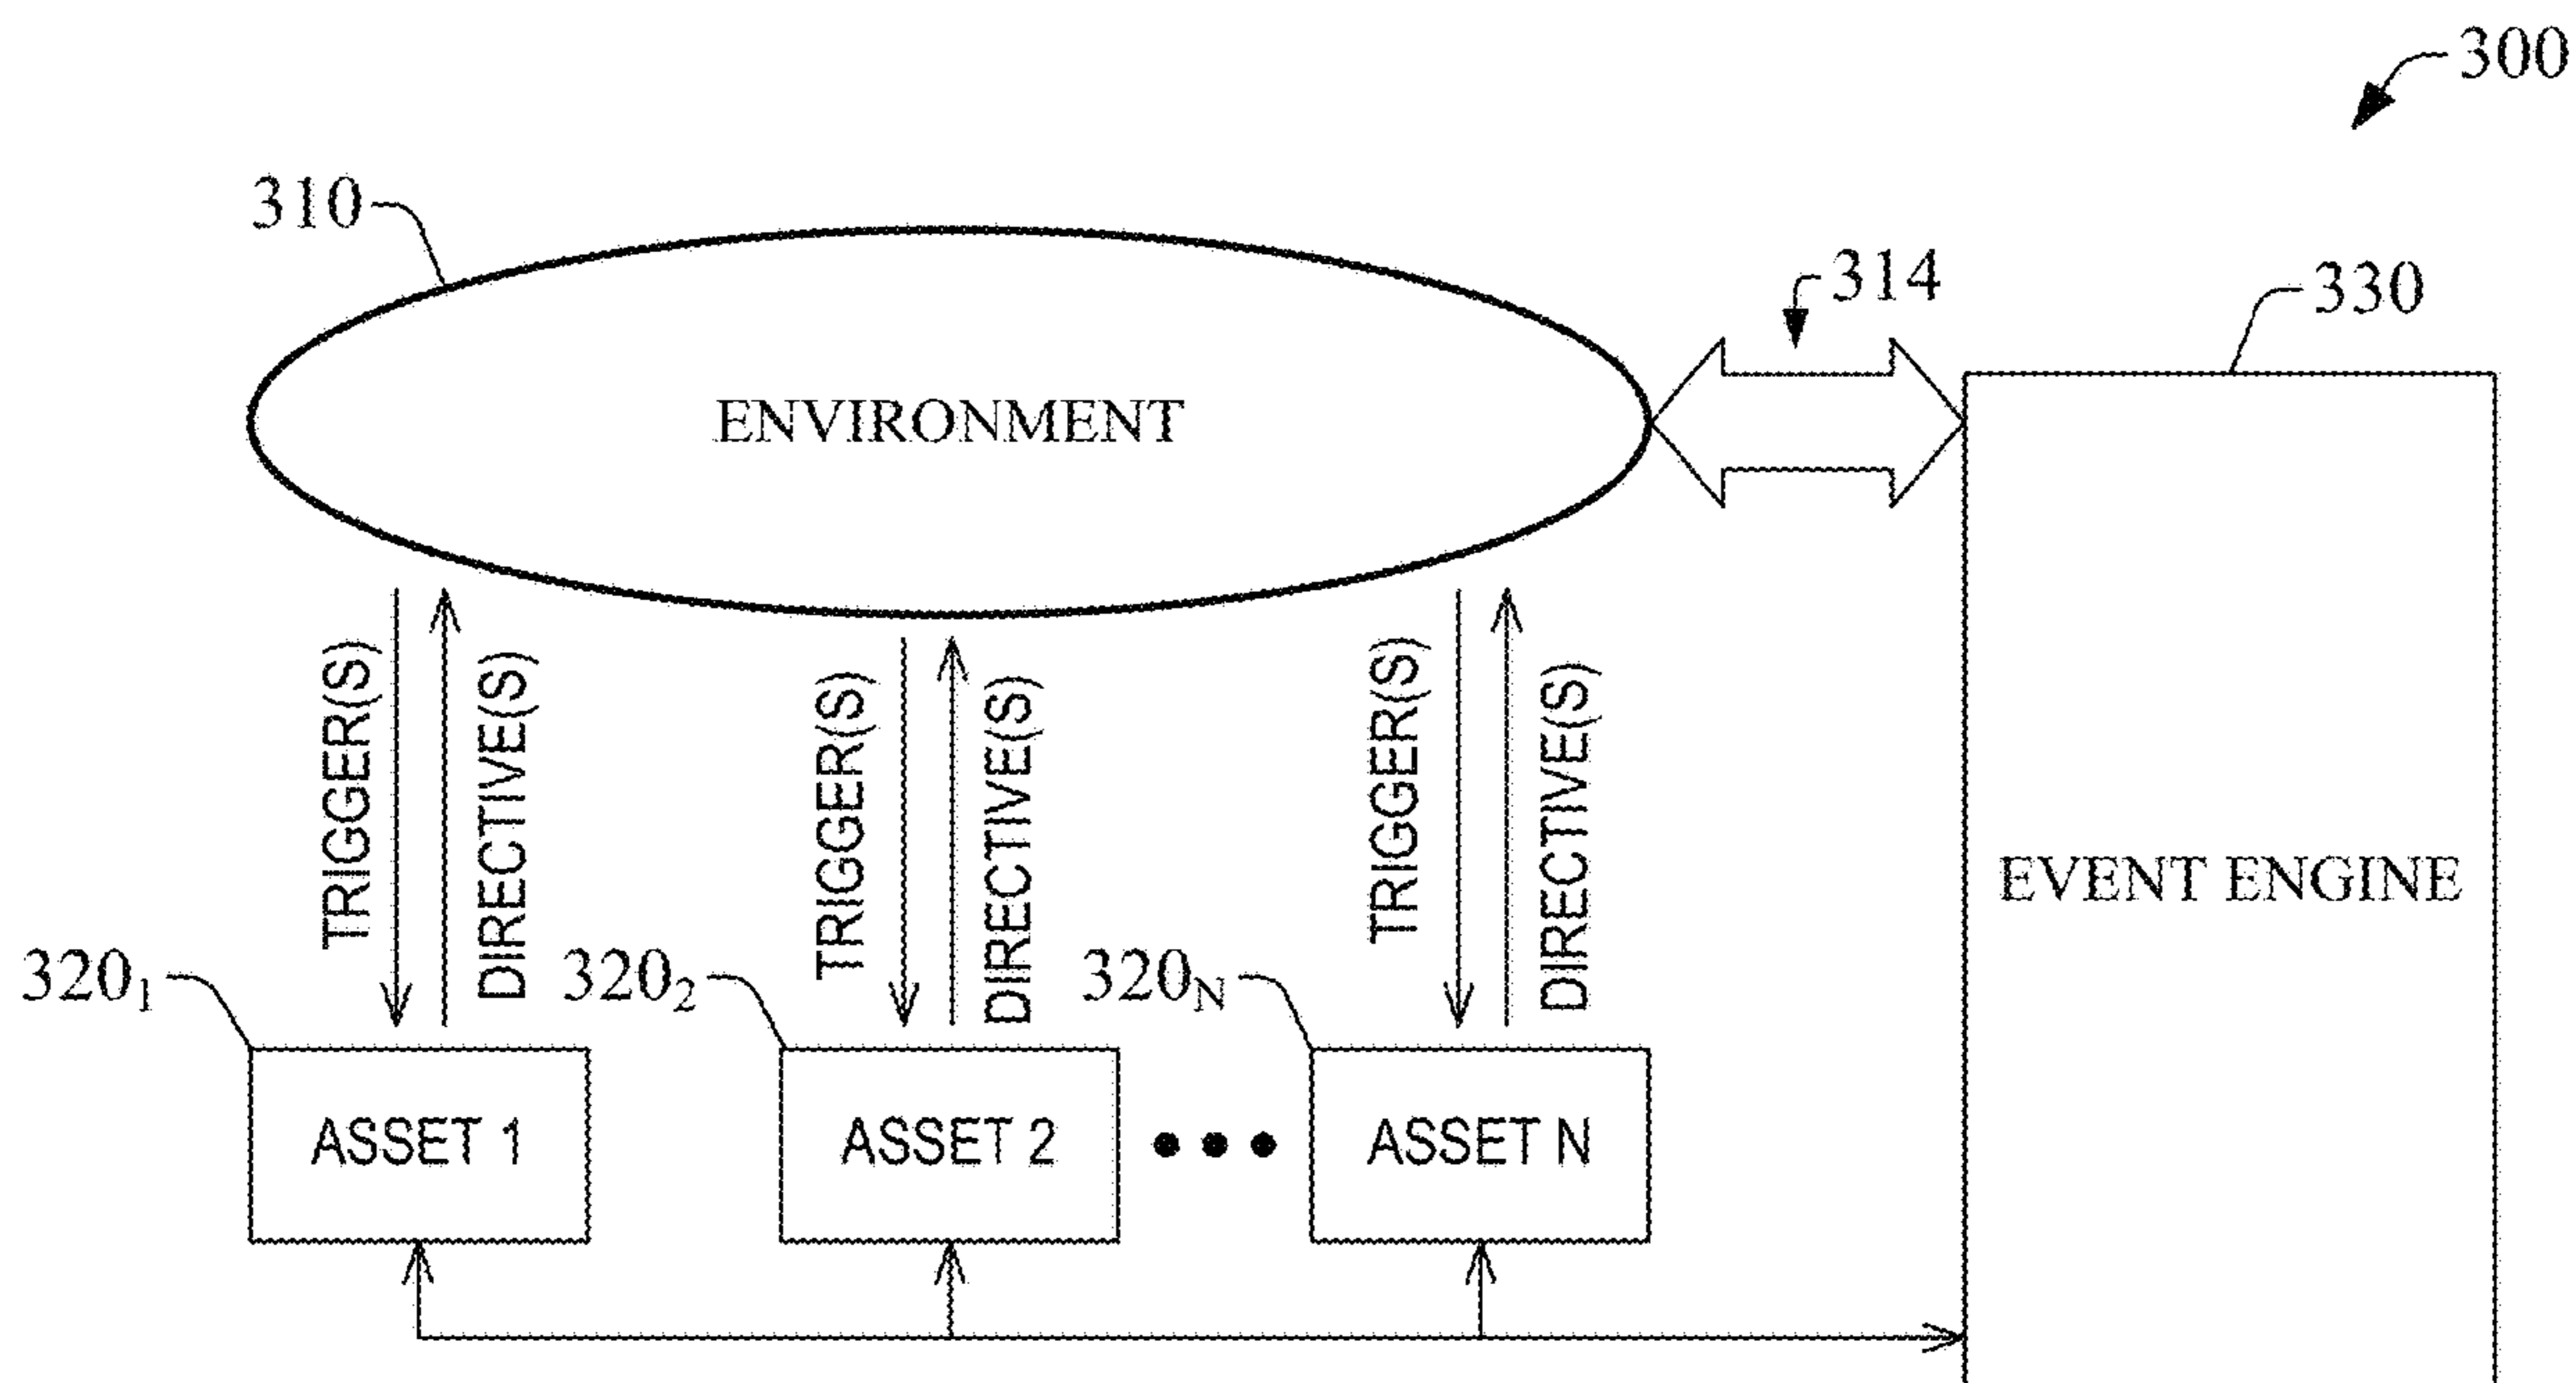 300
310
314
330
ENVIRONMENT
TRIGGER(S)
DIRECTIVE(S)
TRIGGER(S)
DIRECTIVE(S)
TRIGGER(S)
DIRECTIVE(S)
EVENT ENGINE
320₁
320₂
320_N
ASSET 1
ASSET 2
•••
ASSET N